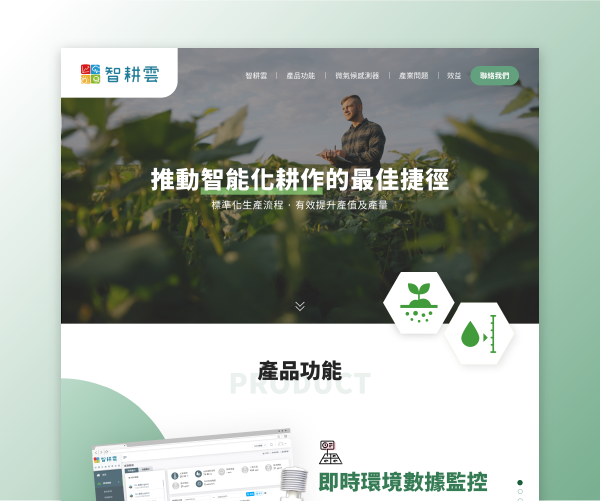 智耕雲
智耕雲 | 產品功能 | 微氣候感測器 | 產業問題 | 效益 聯絡我們
推動智能化耕作的最佳捷徑
標準化生產流程，有效提升產值及產量
PRODUCT
產品功能
智耕雲
即時環境數據監控